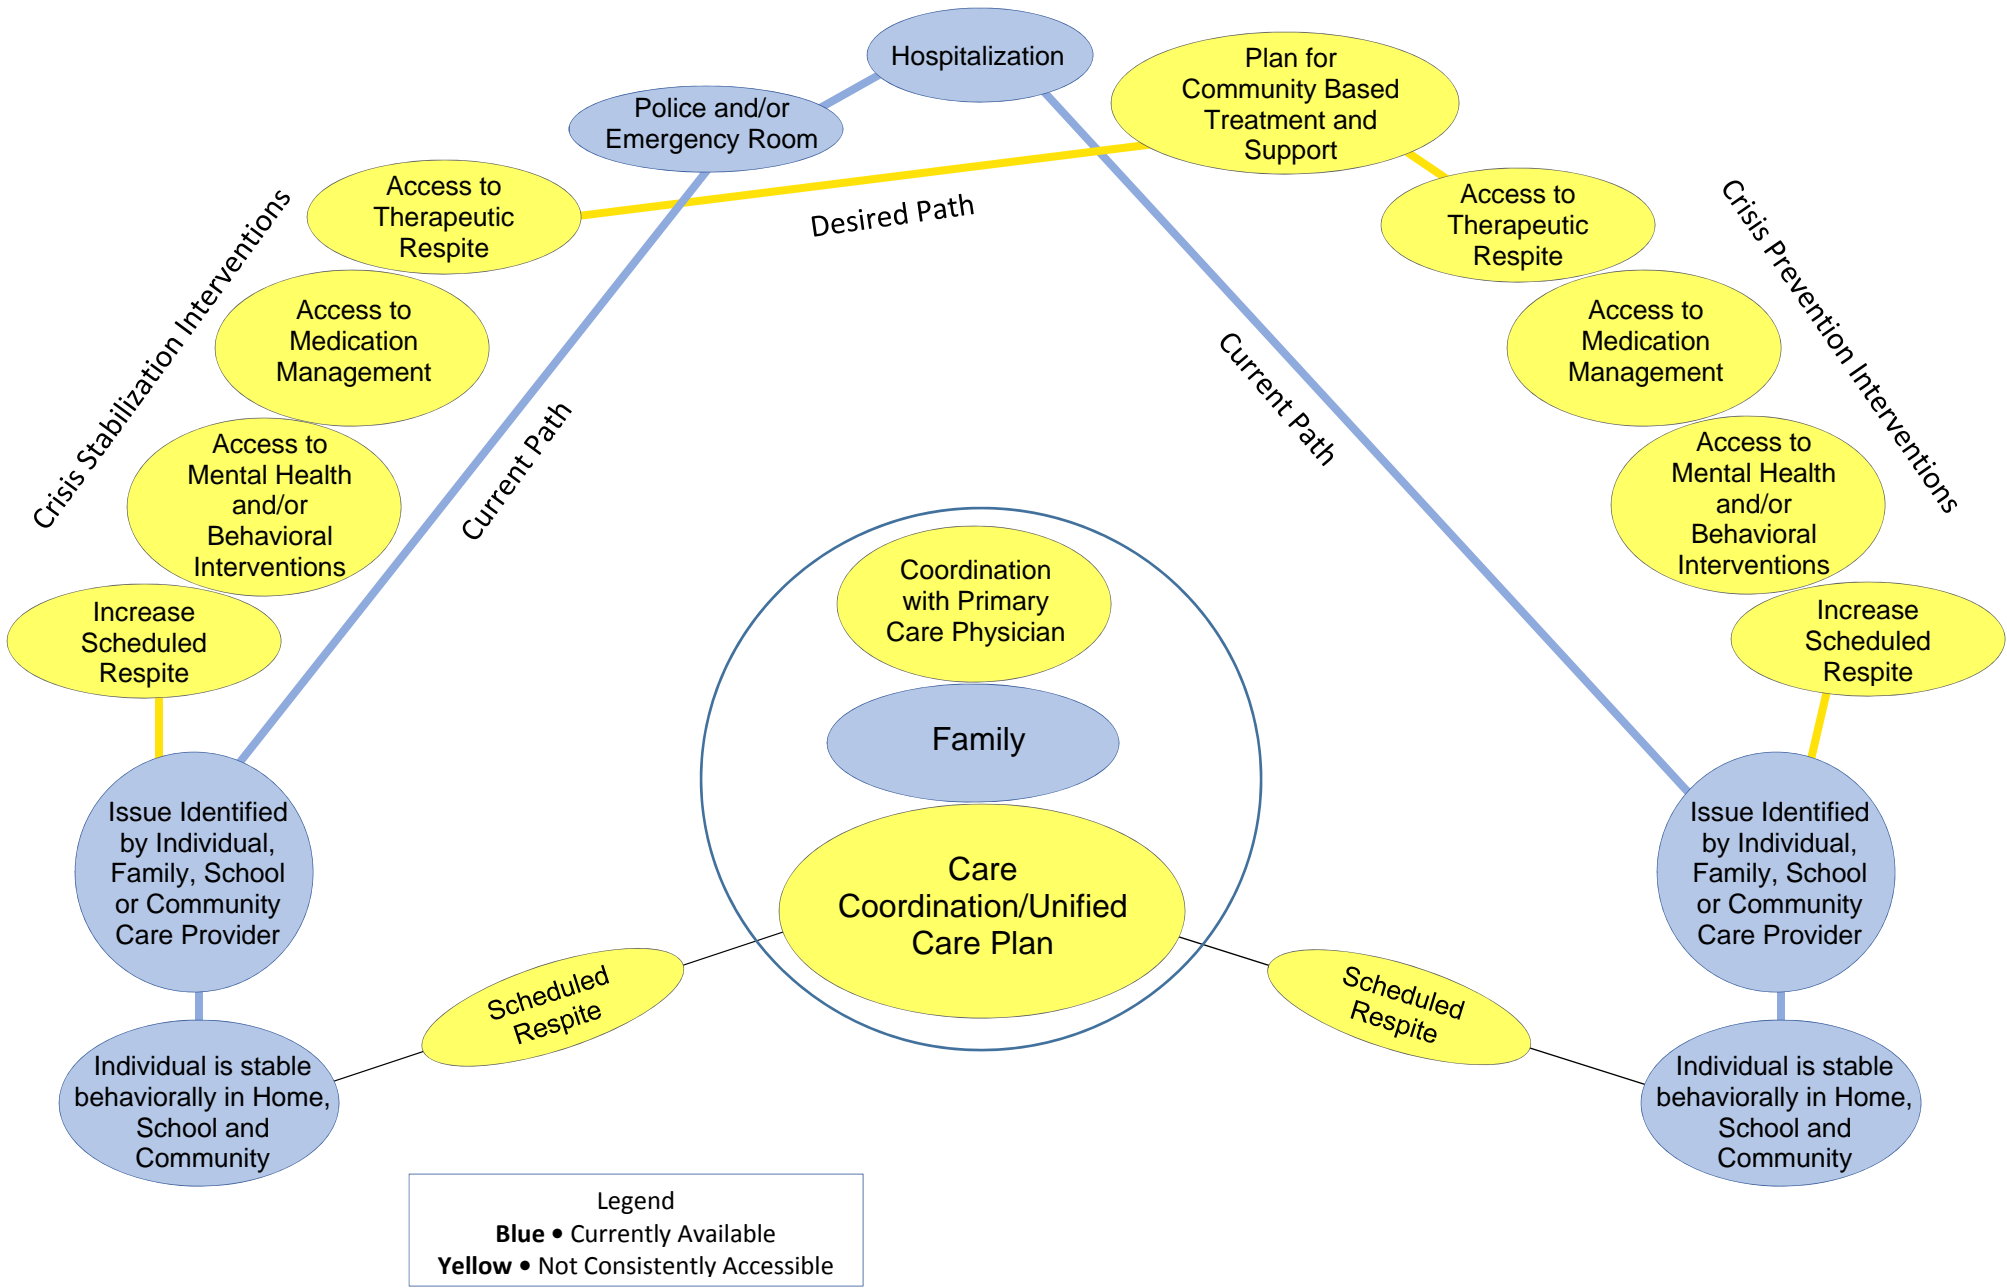 Hospitalization
Plan for
Community Based
Treatment and
Support
Police and/or
Emergency Room
Access to
Therapeutic
Respite
Desired Path
Access to
Therapeutic
Respite
Crisis Stabilization Interventions
Crisis Prevention Interventions
Access to
Medication
Management
Access to
Medication
Management
Current Path
Current Path
Access to
Mental Health
and/or
Behavioral
Interventions
Access to
Mental Health
and/or
Behavioral
Interventions
Increase
Scheduled
Respite
Coordination
with Primary
Care Physician
Increase
Scheduled
Respite
Family
Issue Identified
by Individual,
Family, School
or Community
Care Provider
Care
Coordination/Unified
Care Plan
Issue Identified
by Individual,
Family, School
or Community
Care Provider
Scheduled
Respite
Scheduled
Respite
Individual is stable
behaviorally in Home,
School and
Community
Individual is stable
behaviorally in Home,
School and
Community
Legend
Blue • Currently Available
Yellow • Not Consistently Accessible